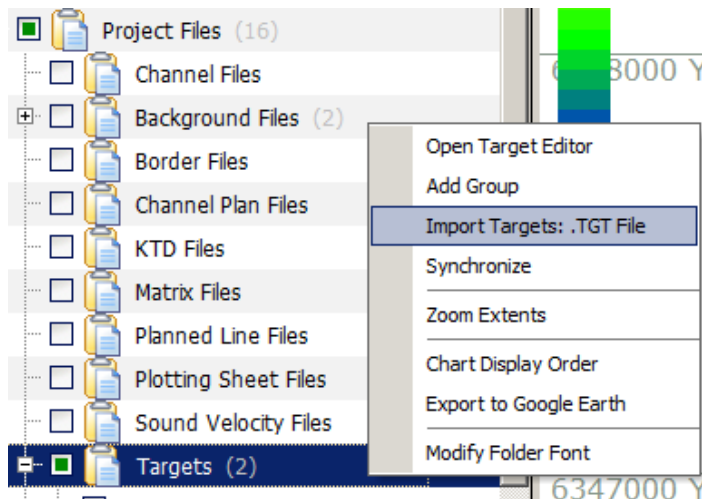 Project Files (16)
Channel Files
Background Files (2)
Border Files
Channel Plan Files
KTD Files
Matrix Files
Planned Line Files
Plotting Sheet Files
Sound Velocity Files
Targets (2)
8000 Y
Open Target Editor
Add Group
Import Targets: .TGT File
Synchronize
Zoom Extents
Chart Display Order
Export to Google Earth
Modify Folder Font
6347000 Y